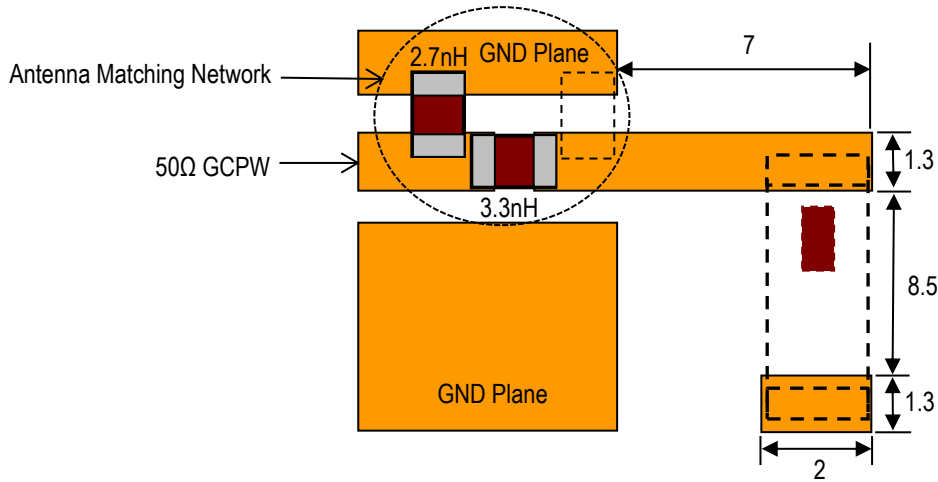 7
2.7nH
GND Plane
Antenna Matching Network
1.3
50Ω GCPW
3.3nH
8.5
GND Plane
1.3
2